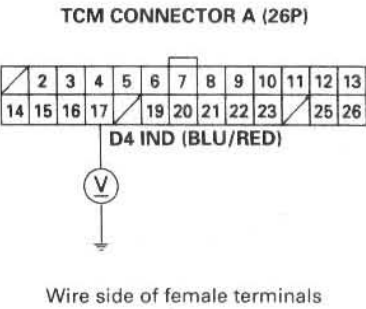 TCM CONNECTOR A (26P)
2 3 4 5 6 7 8 9 10 11 12 13
14 15 16 17 19 20 21 22 23 25 26
D4 IND (BLU/RED)
V
Wire side of female terminals